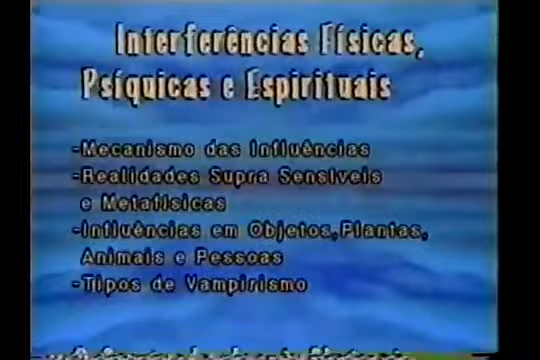 Interferências Físicas,
Psíquicas e Espirituais
-Mecanismo das Influências
-Realidades Supra Sensíveis
e Metafísicas
-Influências em Objetos,Plantas,
Animais e Pessoas
-Tipos de Vampirismo